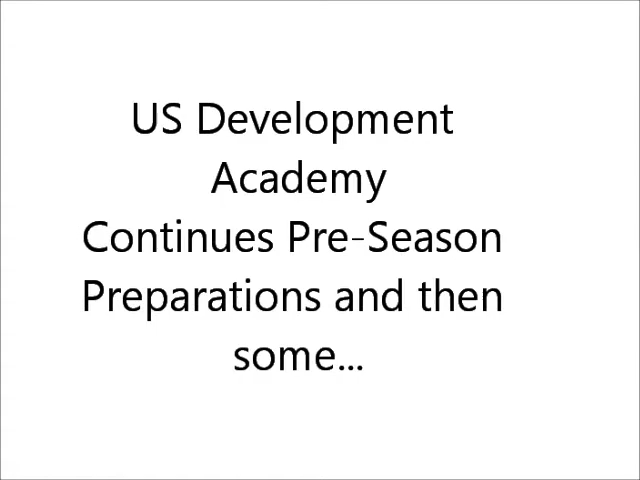 US Development
Academy
Continues Pre-Season
Preparations and then
some...